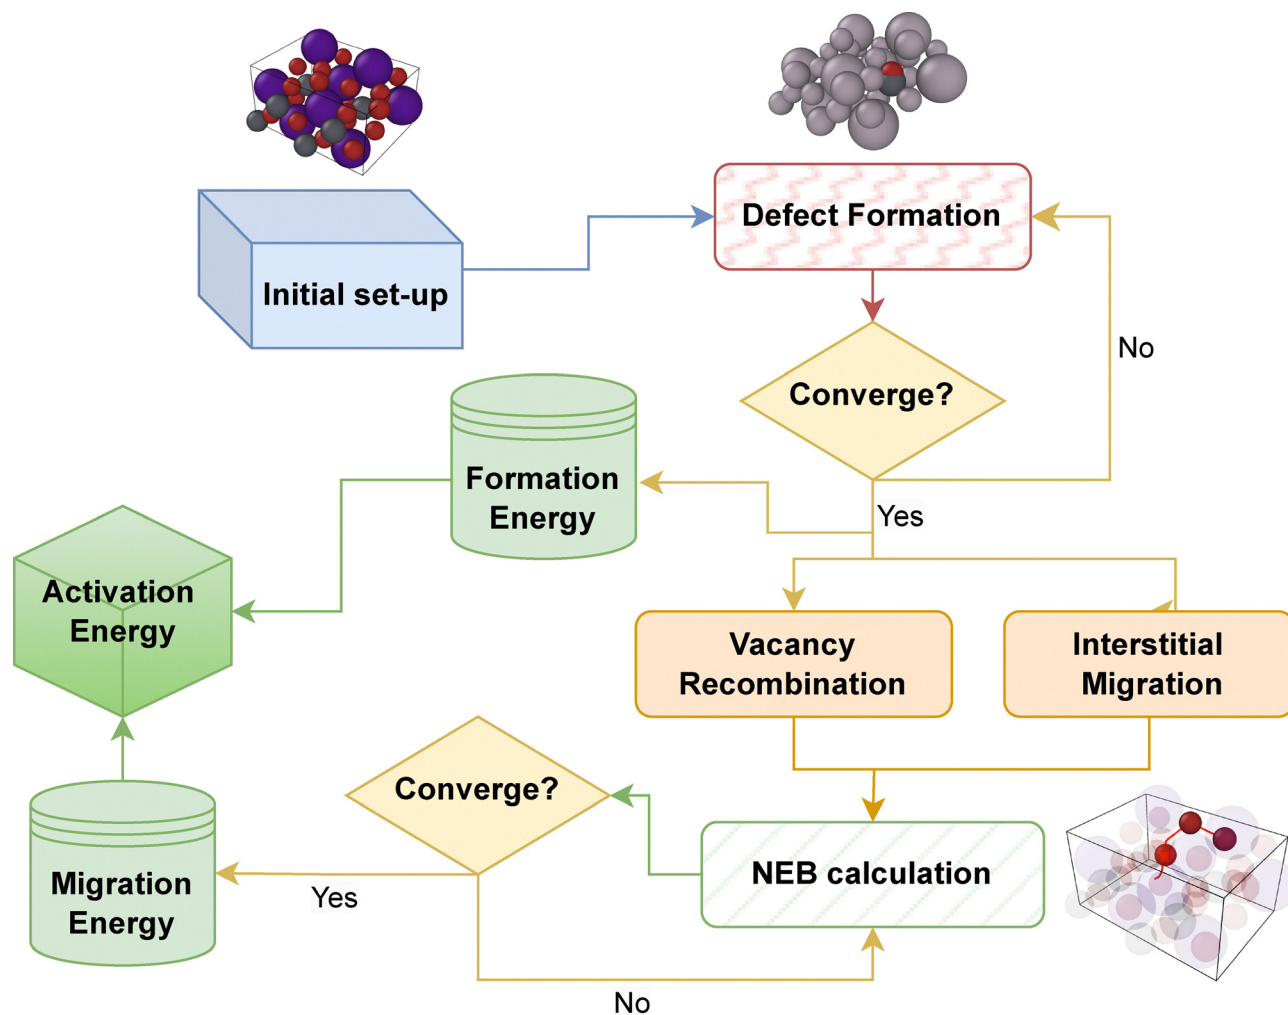 Defect Formation
Initial set-up
No
Converge?
Formation
Energy
Yes
Activation
Energy
Vacancy
Recombination
Interstitial
Migration
Converge?
NEB calculation
Migration
Energy
Yes
No